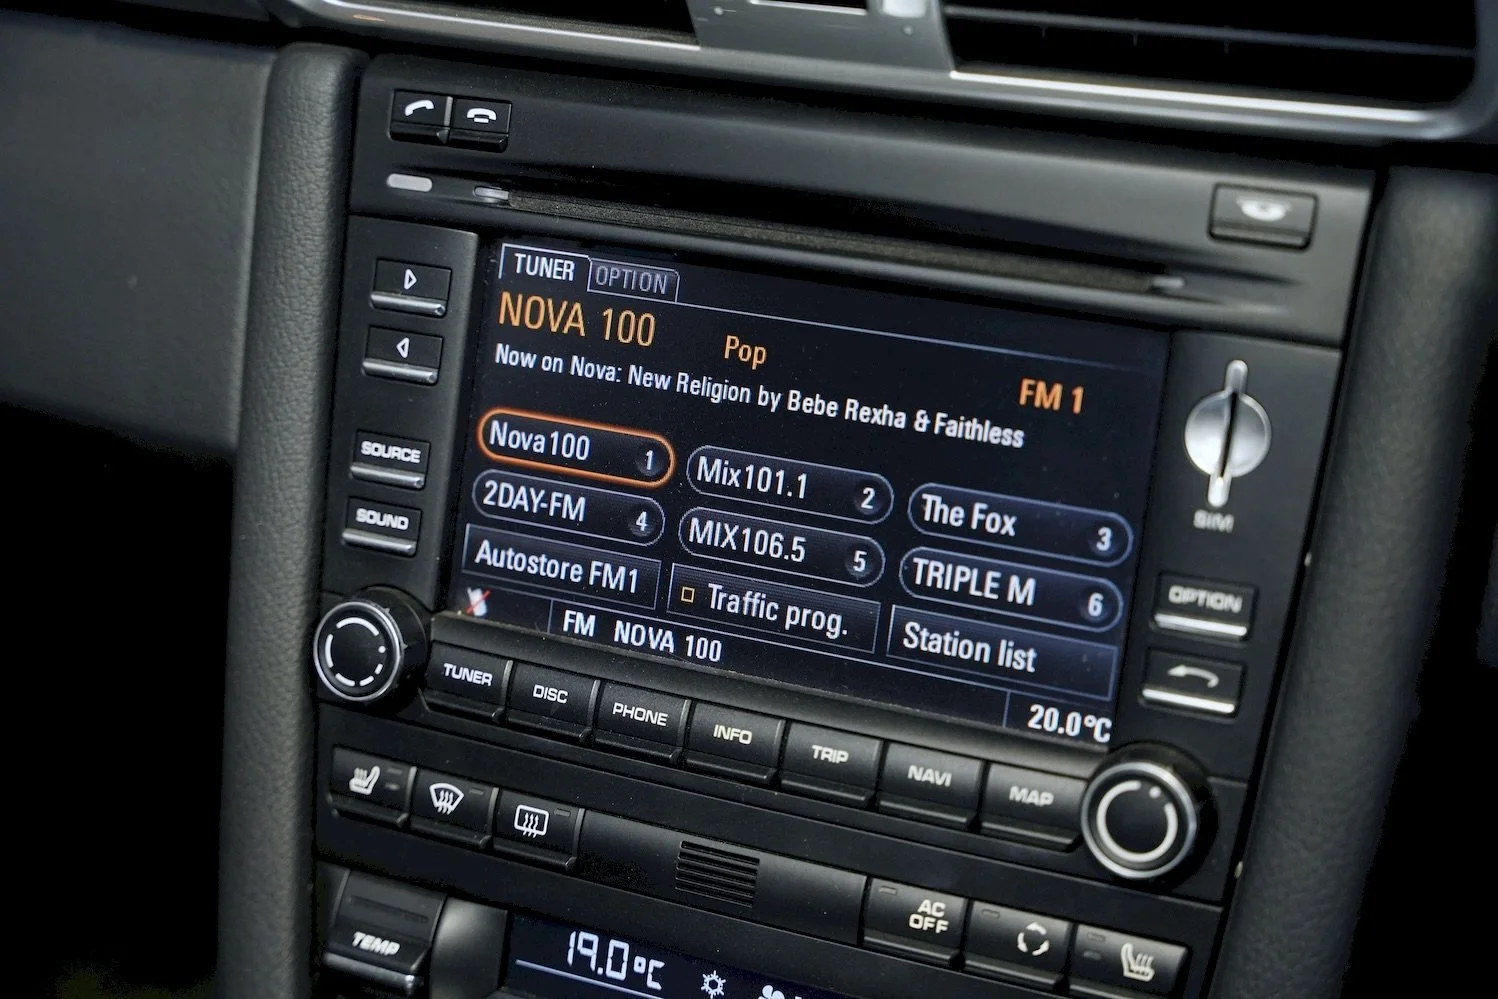 TUNER OPTION
NOVA 100 Pop
FM 1
Now on Nova: New Religion by Bebe Rexha & Faithless
Nova100 1
Mix101.1 2
The Fox 3
2DAY-FM 4
MIX106.5 5
TRIPLE M 6
Autostore FM1
Traffic prog.
Station list
FM NOVA 100
20.0°C
SOURCE
SOUND
SIM
OPTION
TUNER
DISC
PHONE
INFO
TRIP
NAVI
MAP
AC
OFF
TEMP
19.0°C